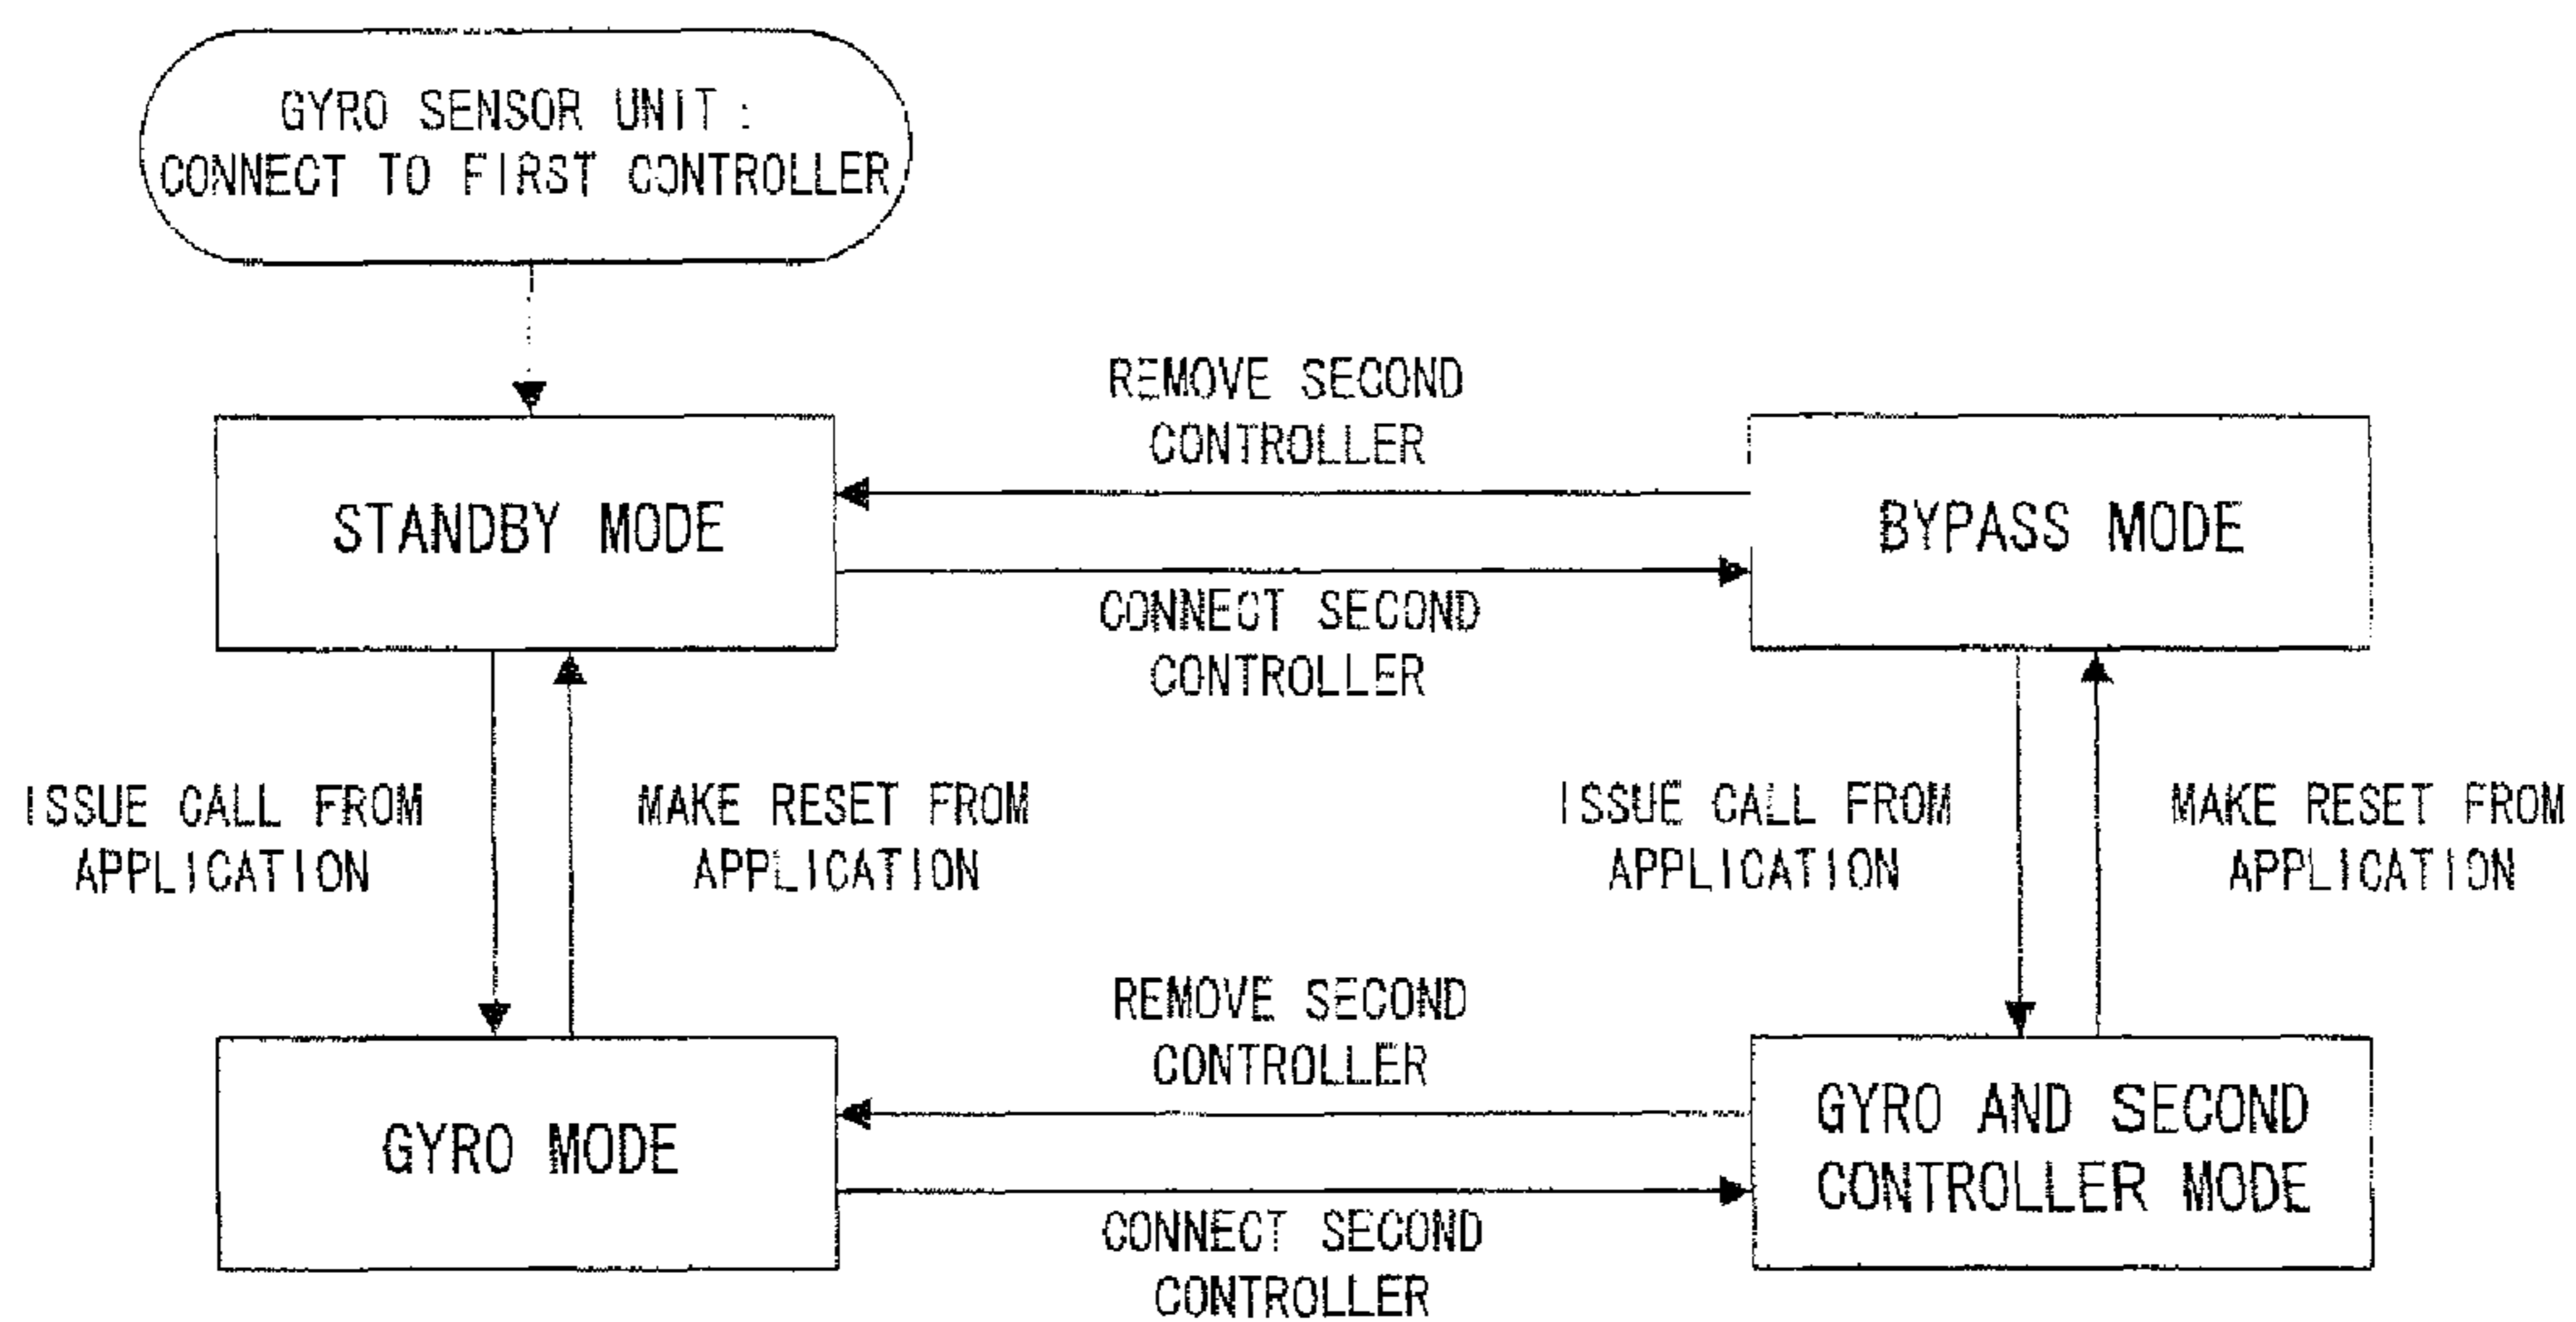 GYRO SENSOR UNIT:
CONNECT TO FIRST CONTROLLER
REMOVE SECOND
CONTROLLER
STANDBY MODE
BYPASS MODE
CONNECT SECOND
CONTROLLER
ISSUE CALL FROM
APPLICATION
MAKE RESET FROM
APPLICATION
ISSUE CALL FROM
APPLICATION
MAKE RESET FROM
APPLICATION
REMOVE SECOND
CONTROLLER
GYRO MODE
GYRO AND SECOND
CONTROLLER MODE
CONNECT SECOND
CONTROLLER